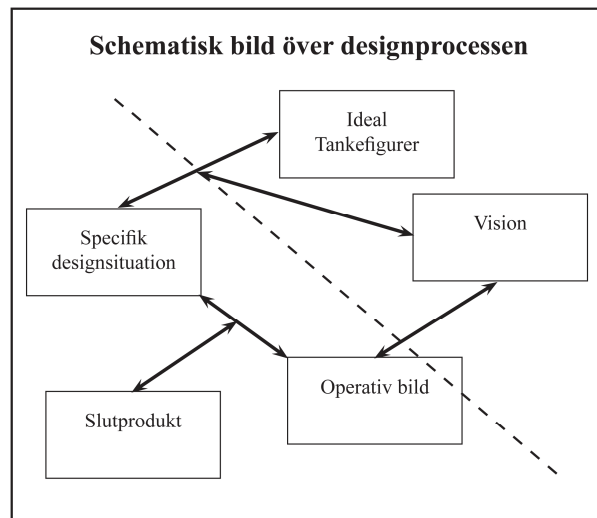 Schematisk bild över designprocessen
Ideal
Tankefigurer
Vision
Specifik
designsituation
Operativ bild
Slutprodukt